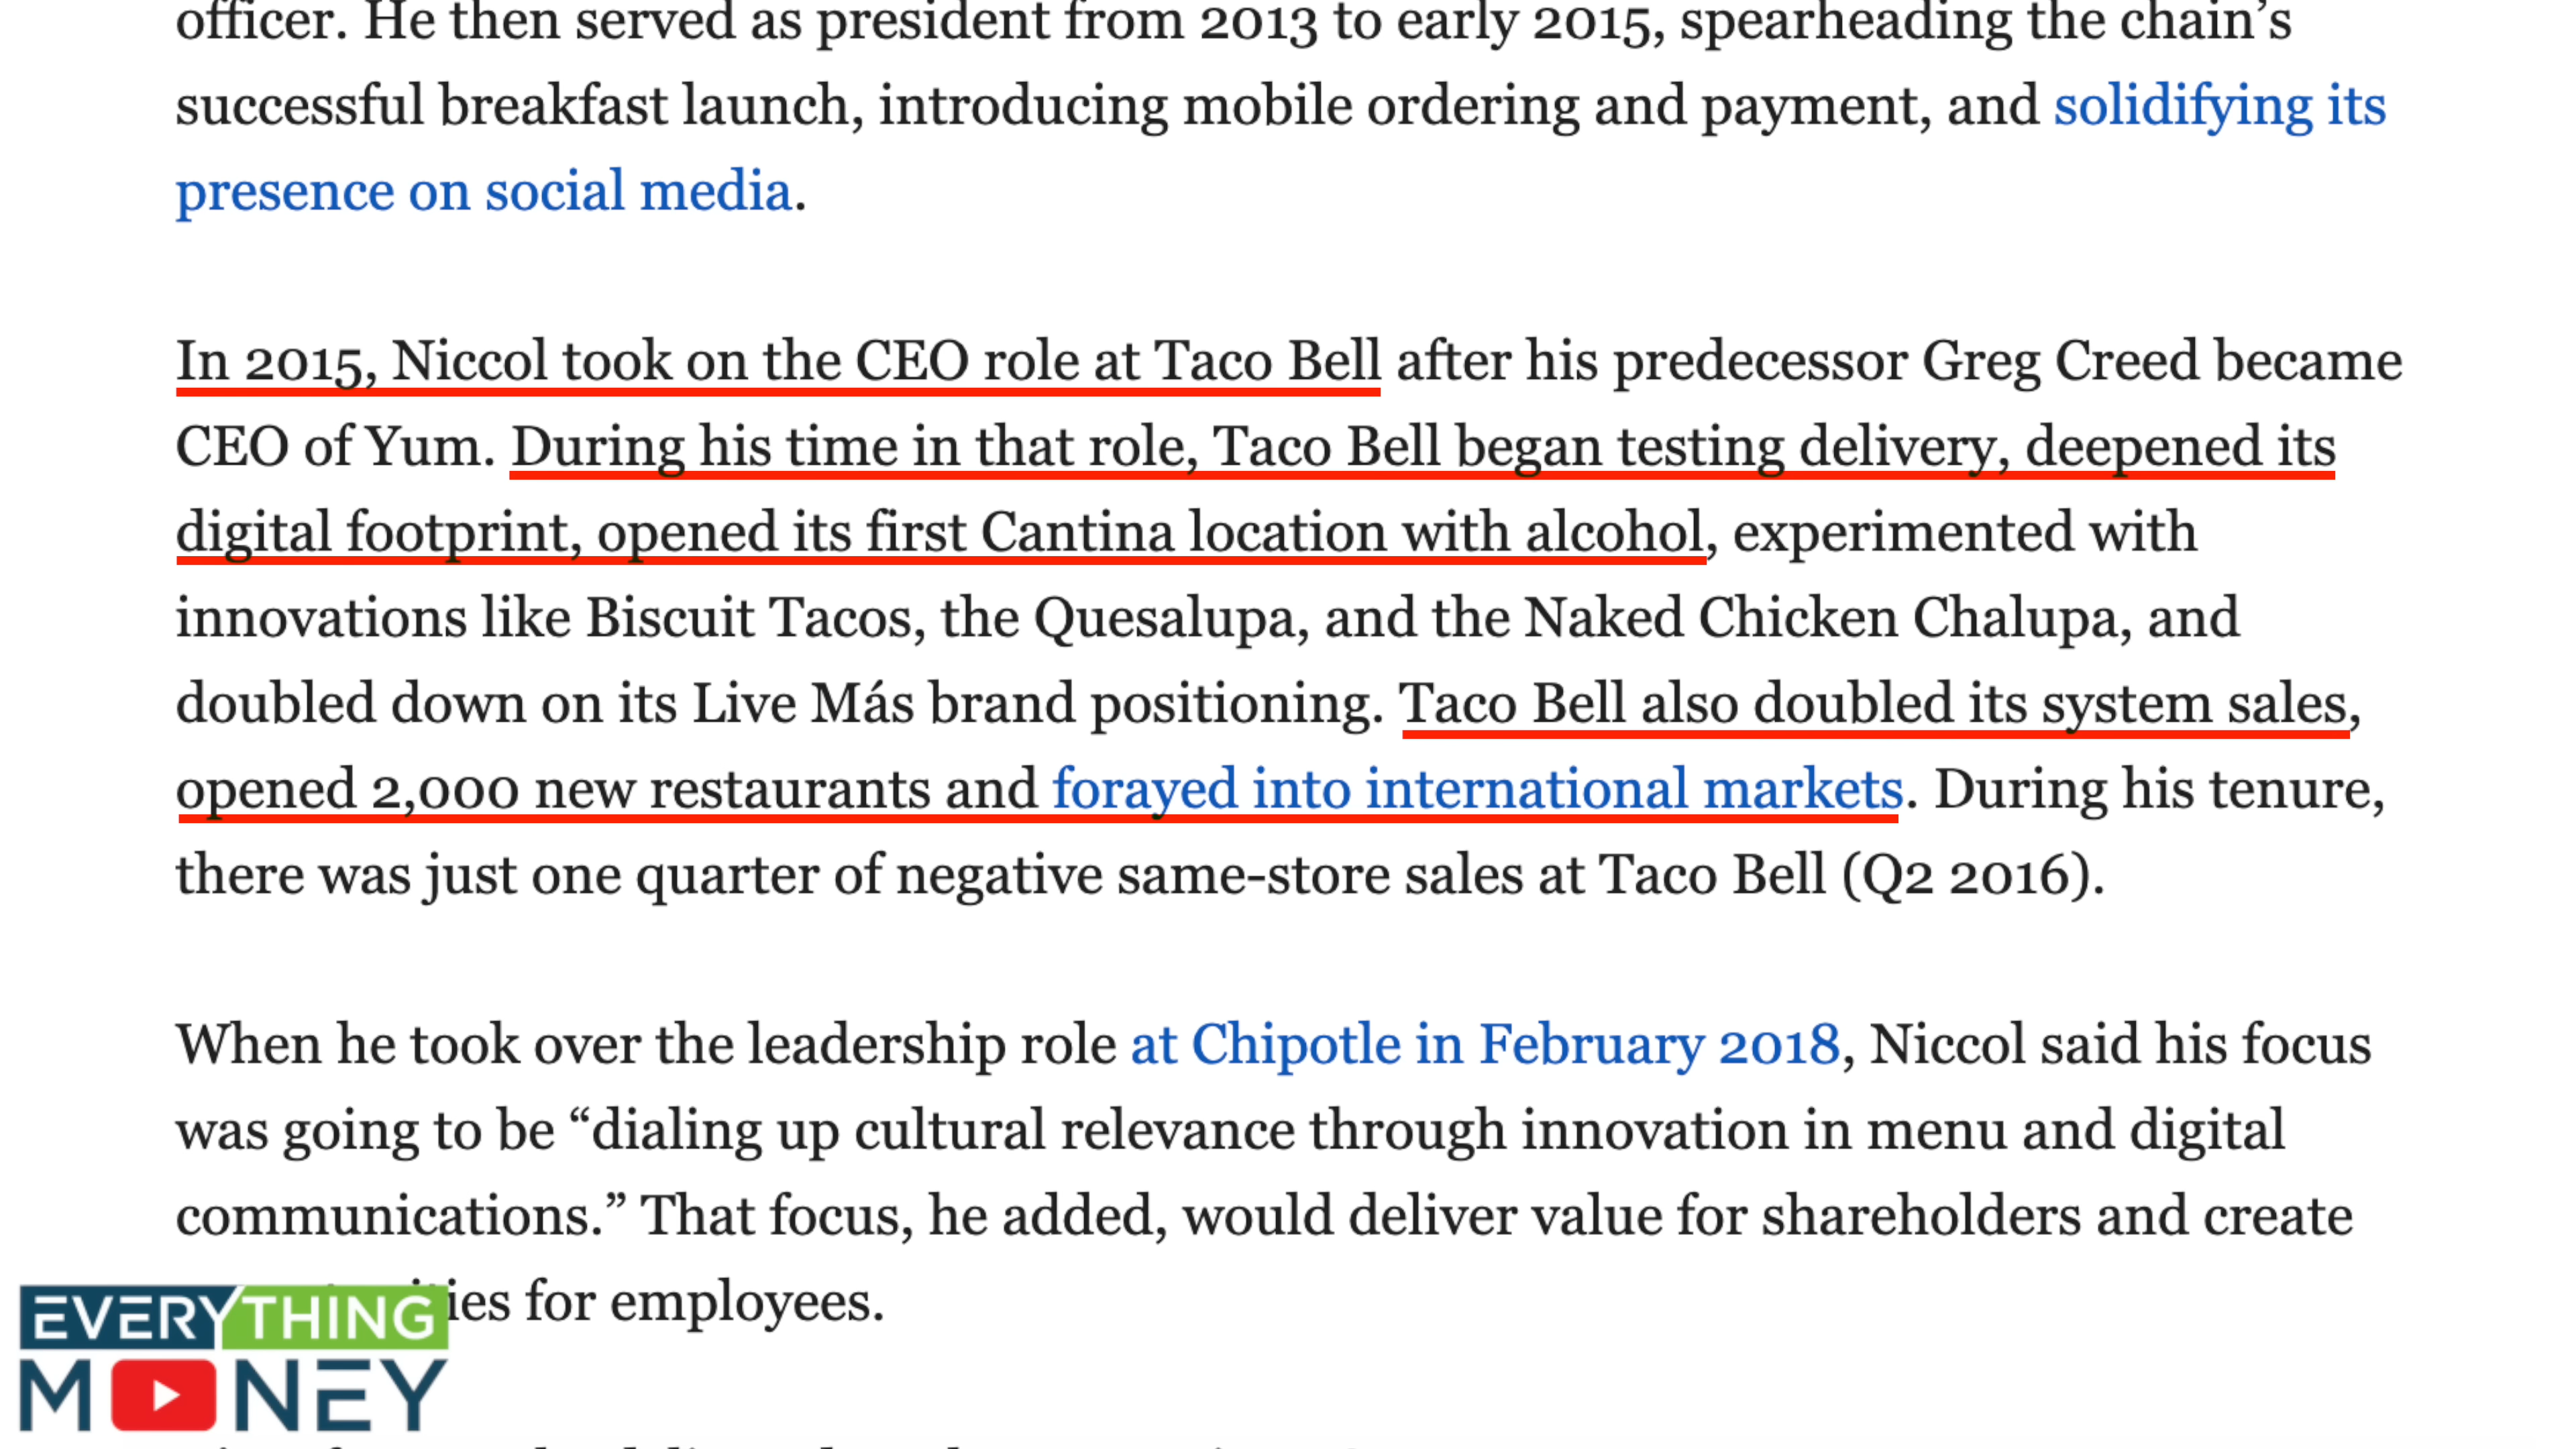 officer. He then served as president from 2013 to early 2015, spearheading the chain’s
successful breakfast launch, introducing mobile ordering and payment, and solidifying its
presence on social media.
In 2015, Niccol took on the CEO role at Taco Bell after his predecessor Greg Creed became
CEO of Yum. During his time in that role, Taco Bell began testing delivery, deepened its
digital footprint, opened its first Cantina location with alcohol, experimented with
innovations like Biscuit Tacos, the Quesalupa, and the Naked Chicken Chalupa, and
doubled down on its Live Más brand positioning. Taco Bell also doubled its system sales,
opened 2,000 new restaurants and forayed into international markets. During his tenure,
there was just one quarter of negative same-store sales at Taco Bell (Q2 2016).
When he took over the leadership role at Chipotle in February 2018, Niccol said his focus
was going to be “dialing up cultural relevance through innovation in menu and digital
communications.” That focus, he added, would deliver value for shareholders and create
for employees.
EVERYTHING
MONEY